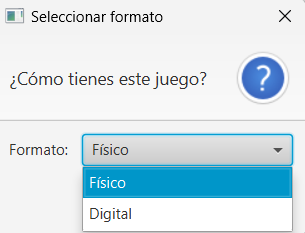 Seleccionar formato
¿Cómo tienes este juego?
?
Formato: Físico
Físico
Digital